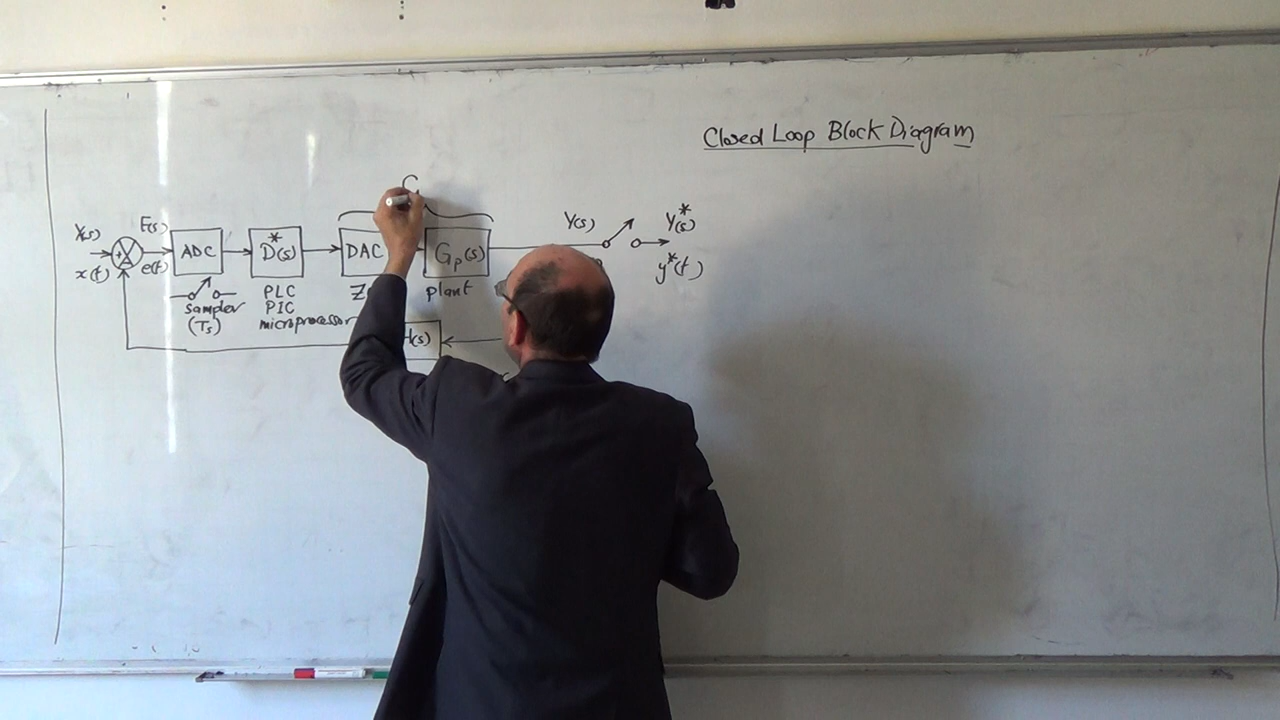 Closed Loop Block Diagram
G
X(s) E(s) ADC D*(s) DAC Gp(s) Y(s) Y*(s)
x(t) e(t) y*(t)
sampler
(Ts)
PLC
PIC
microprocessor
Z
plant
H(s)